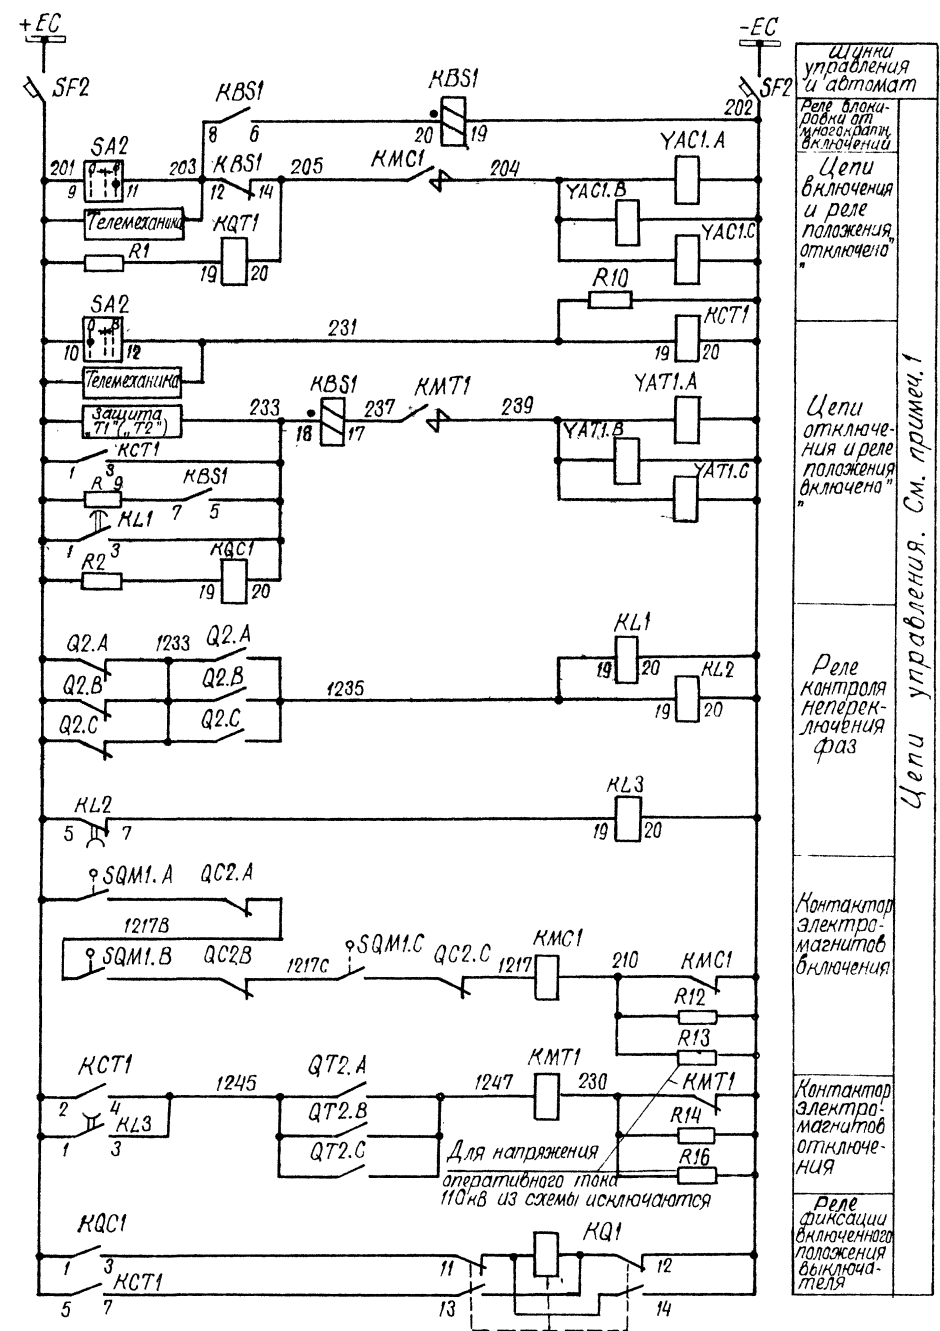 +EC
−EC
SF2
SF2
KBS1
KBS1
202
8 6
20 19
SA2
201
203
KBS1
205
KMC1
204
YAC1.A
9 11
12 14
YAC1.B
Телемеханика
KQT1
YAC1.C
R1
19 20
R10
SA2
231
KCT1
10 12
19 20
Телемеханика
KBS1
KMT1
YAT1.A
Защита
„Т1"(„Т2")
233
237
239
18 17
YAT1.B
KCT1
1 3
YAT1.C
R9
KBS1
7 5
KL1
1 3
KQC1
R2
19 20
Q2.A
1233
Q2.A
KL1
19 20
Q2.B
Q2.B
1235
KL2
19 20
Q2.C
Q2.C
KL2
KL3
5 7
19 20
SQM1.A
QC2.A
1217B
SQM1.B
QC2B
1217C
SQM1.C
QC2.C
1217
KMC1
210
KMC1
R12
R13
KCT1
1245
QT2.A
1247
KMT1
230
KMT1
2 4
KL3
QT2.B
R14
1 3
QT2.C
R16
Для напряжения
оперативного тока
110кв из схемы исключаются
KQC1
KQ1
1 3
11 12
KCT1
5 7
13 14
Шунки
управления
и автомат
Реле блоки-
ровки от
многократн.
включений
Цепи
включения
и реле
положения
„отключено"
Цепи
отключе-
ния и реле
положения
„включено"
Реле
контроля
неперек-
лючения
фаз
Контактор
электро-
магнитов
включения
Контактор
электро-
магнитов
отключе-
ния
Реле
фиксации
включенного
положения
выключа-
теля
Цепи управления. См. примеч.1